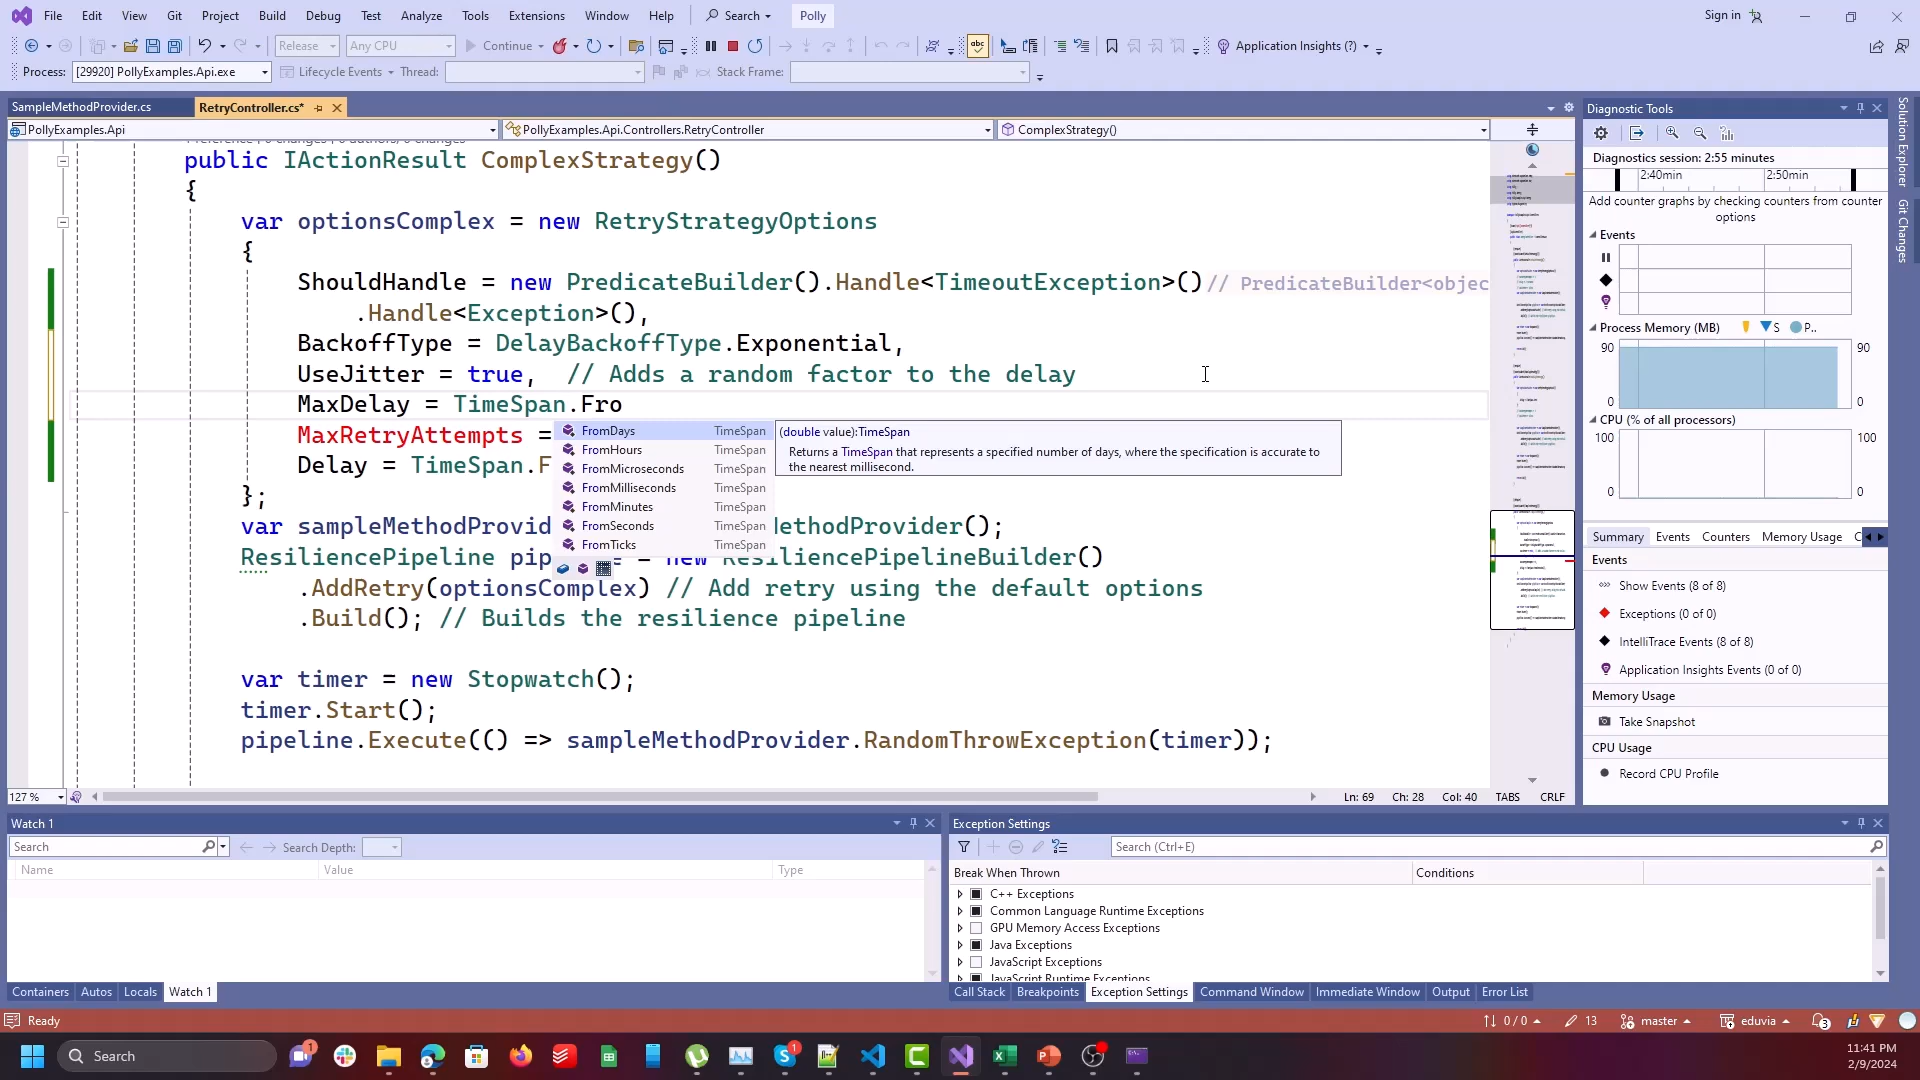 File Edit View Git Project Build Debug Test Analyze Tools Extensions Window Help Search Polly Sign in
Release Any CPU Continue Application Insights (?)
Process: [29920] PollyExamples.Api.exe Lifecycle Events Thread: Stack Frame:
SampleMethodProvider.cs RetryController.cs*
PollyExamples.Api PollyExamples.Api.Controllers.RetryController ComplexStrategy()
public IActionResult ComplexStrategy()
{
var optionsComplex = new RetryStrategyOptions
{
ShouldHandle = new PredicateBuilder().Handle<TimeoutException>()// PredicateBuilder<objec
.Handle<Exception>(),
BackoffType = DelayBackoffType.Exponential,
UseJitter = true, // Adds a random factor to the delay
MaxDelay = TimeSpan.Fro
MaxRetryAttempts =
Delay = TimeSpan.F
};
FromDays TimeSpan
FromHours TimeSpan
FromMicroseconds TimeSpan
FromMilliseconds TimeSpan
FromMinutes TimeSpan
FromSeconds TimeSpan
FromTicks TimeSpan
(double value):TimeSpan
Returns a TimeSpan that represents a specified number of days, where the specification is accurate to
the nearest millisecond.
var sampleMethodProvid ethodProvider();
ResiliencePipeline pip = new ResiliencePipelineBuilder()
.AddRetry(optionsComplex) // Add retry using the default options
.Build(); // Builds the resilience pipeline
var timer = new Stopwatch();
timer.Start();
pipeline.Execute(() => sampleMethodProvider.RandomThrowException(timer));
127 % Ln: 69 Ch: 28 Col: 40 TABS CRLF
Diagnostic Tools
Diagnostics session: 2:55 minutes
2:40min 2:50min
Add counter graphs by checking counters from counter
options
Events
Process Memory (MB) S P..
90 90
0 0
CPU (% of all processors)
100 100
0 0
Summary Events Counters Memory Usage C
Events
Show Events (8 of 8)
Exceptions (0 of 0)
IntelliTrace Events (8 of 8)
Application Insights Events (0 of 0)
Memory Usage
Take Snapshot
CPU Usage
Record CPU Profile
Solution Explorer
Git Changes
Watch 1
Search Search Depth:
Name Value Type
Containers Autos Locals Watch 1
Exception Settings
Search (Ctrl+E)
Break When Thrown Conditions
C++ Exceptions
Common Language Runtime Exceptions
GPU Memory Access Exceptions
Java Exceptions
JavaScript Exceptions
JavaScript Runtime Exceptions
Call Stack Breakpoints Exception Settings Command Window Immediate Window Output Error List
Ready 0 / 0 13 master eduvia 3
Search 1 1 11:41 PM
2/9/2024